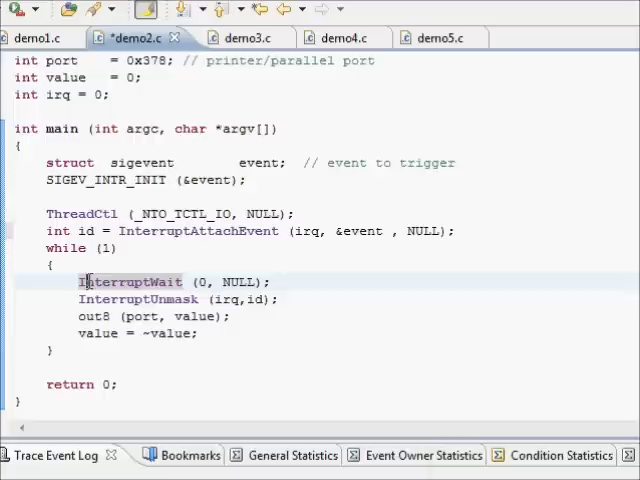 demo1.c *demo2.c demo3.c demo4.c demo5.c
int port = 0x378; // printer/parallel port
int value = 0;
int irq = 0;
int main (int argc, char *argv[])
{
struct sigevent event; // event to trigger
SIGEV_INTR_INIT (&event);
ThreadCtl (_NTO_TCTL_IO, NULL);
int id = InterruptAttachEvent (irq, &event , NULL);
while (1)
{
InterruptWait (0, NULL);
InterruptUnmask (irq,id);
out8 (port, value);
value = ~value;
}
return 0;
}
Trace Event Log Bookmarks General Statistics Event Owner Statistics Condition Statistics